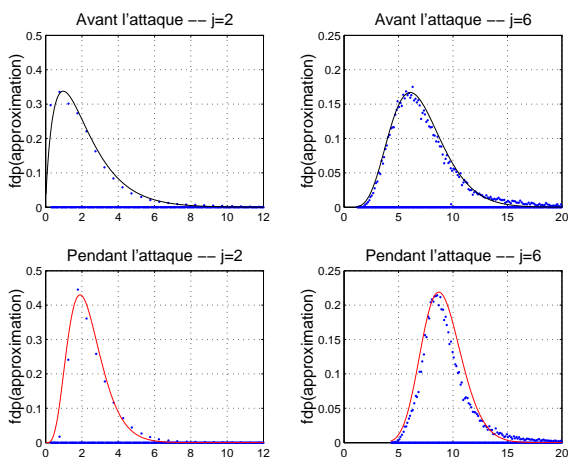 Avant l'attaque −− j=2
fdp(approximation)
0.5
0.4
0.3
0.2
0.1
0
0 2 4 6 8 10 12
Avant l'attaque −− j=6
fdp(approximation)
0.25
0.2
0.15
0.1
0.05
0
0 5 10 15 20
Pendant l'attaque −− j=2
fdp(approximation)
0.5
0.4
0.3
0.2
0.1
0
0 2 4 6 8 10 12
Pendant l'attaque −− j=6
fdp(approximation)
0.25
0.2
0.15
0.1
0.05
0
0 5 10 15 20